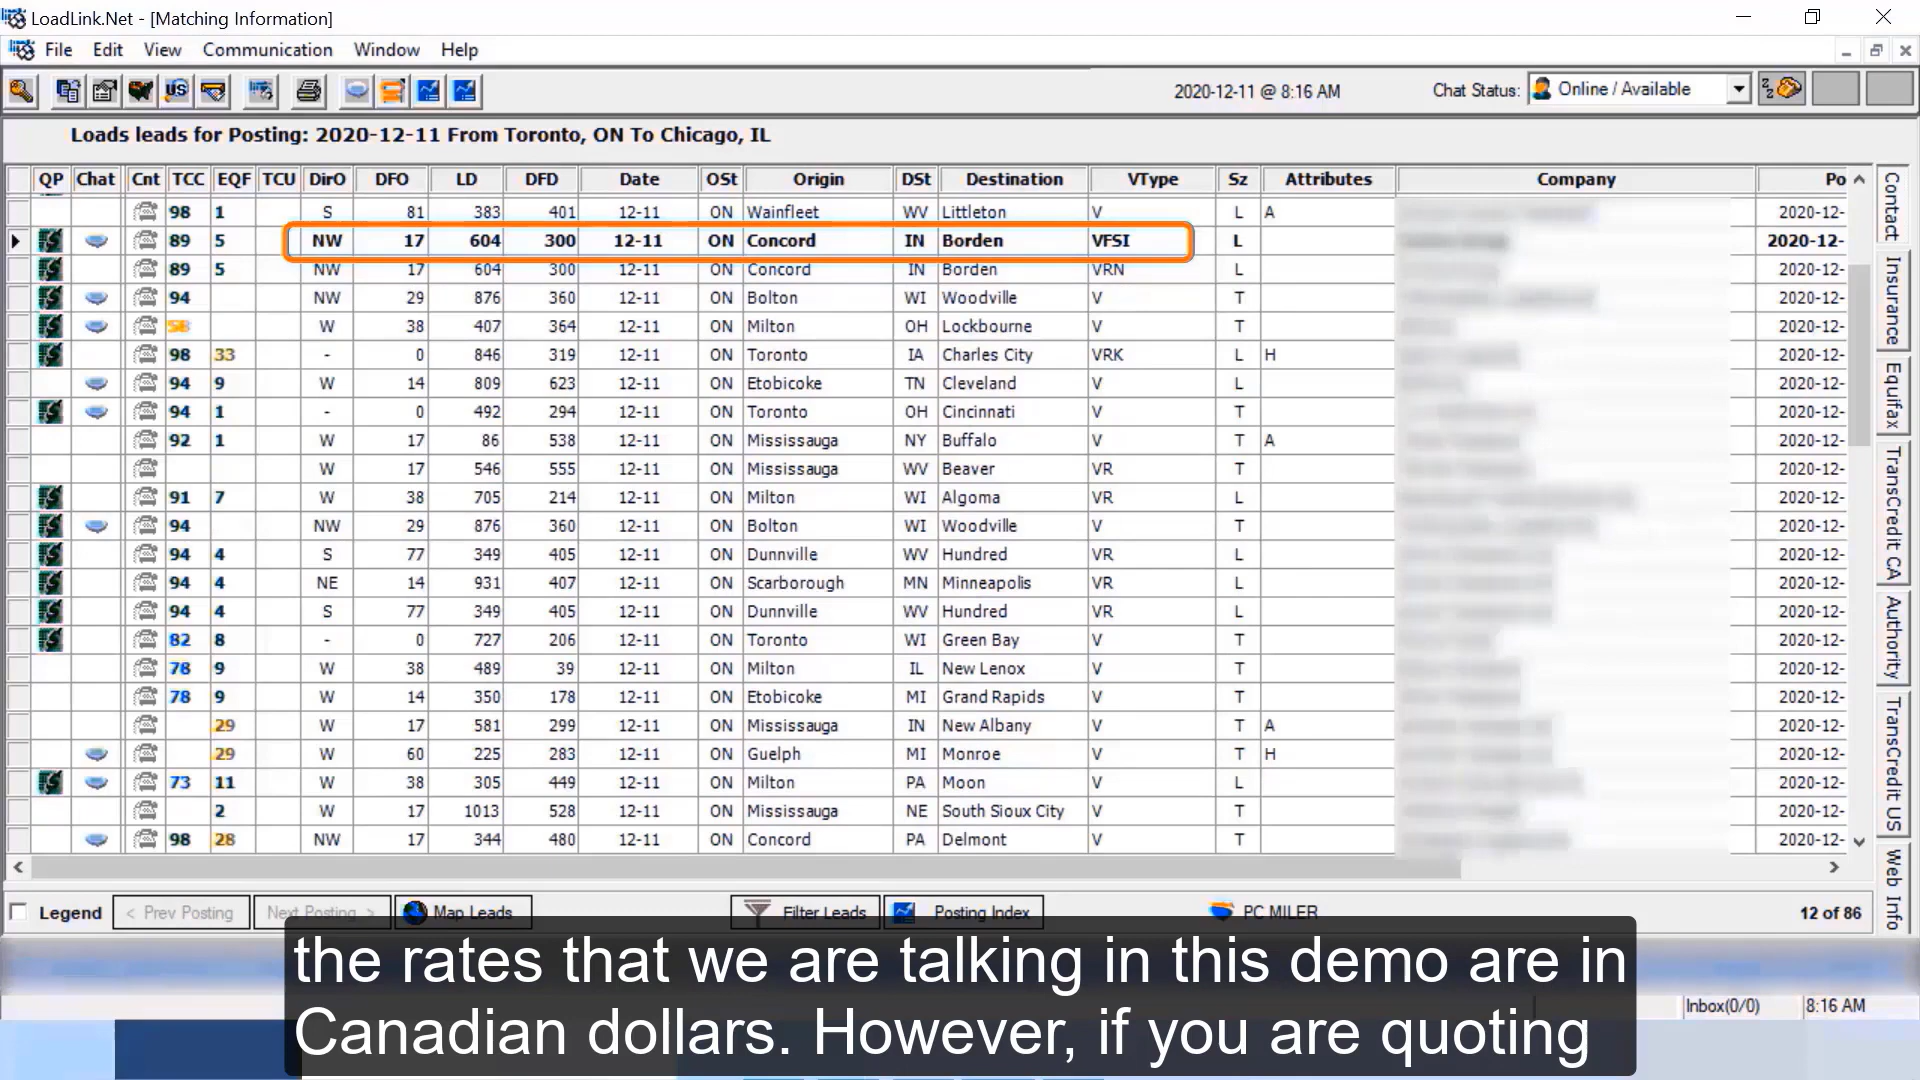 LoadLink.Net - [Matching Information]
File Edit View Communication Window Help
US 2020-12-11 @ 8:16 AM Chat Status: Online / Available
Loads leads for Posting: 2020-12-11 From Toronto, ON To Chicago, IL
QP Chat Cnt TCC EQF TCU DirO DFO LD DFD Date OSt Origin DSt Destination VType Sz Attributes Company Po
98 1 S 81 383 401 12-11 ON Wainfleet WV Littleton V L A 2020-12-
89 5 NW 17 604 300 12-11 ON Concord IN Borden VFSI L 2020-12-
89 5 NW 17 604 300 12-11 ON Concord IN Borden VRN L 2020-12-
94 NW 29 876 360 12-11 ON Bolton WI Woodville V T 2020-12-
W 38 407 364 12-11 ON Milton OH Lockbourne V T 2020-12-
98 33 - 0 846 319 12-11 ON Toronto IA Charles City VRK L H 2020-12-
94 9 W 14 809 623 12-11 ON Etobicoke TN Cleveland V L 2020-12-
94 1 - 0 492 294 12-11 ON Toronto OH Cincinnati V T 2020-12-
92 1 W 17 86 538 12-11 ON Mississauga NY Buffalo V T A 2020-12-
W 17 546 555 12-11 ON Mississauga WV Beaver VR T 2020-12-
91 7 W 38 705 214 12-11 ON Milton WI Algoma VR L 2020-12-
94 NW 29 876 360 12-11 ON Bolton WI Woodville V T 2020-12-
94 4 S 77 349 405 12-11 ON Dunnville WV Hundred VR L 2020-12-
94 4 NE 14 931 407 12-11 ON Scarborough MN Minneapolis VR L 2020-12-
94 4 S 77 349 405 12-11 ON Dunnville WV Hundred VR L 2020-12-
82 8 - 0 727 206 12-11 ON Toronto WI Green Bay V T 2020-12-
78 9 W 38 489 39 12-11 ON Milton IL New Lenox V T 2020-12-
78 9 W 14 350 178 12-11 ON Etobicoke MI Grand Rapids V T 2020-12-
29 W 17 581 299 12-11 ON Mississauga IN New Albany V T A 2020-12-
29 W 60 225 283 12-11 ON Guelph MI Monroe V T H 2020-12-
73 11 W 38 305 449 12-11 ON Milton PA Moon V L 2020-12-
2 W 17 1013 528 12-11 ON Mississauga NE South Sioux City V T 2020-12-
98 28 NW 17 344 480 12-11 ON Concord PA Delmont V T 2020-12-
Contact
Insurance
Equifax
TransCredit CA
Authority
TransCredit US
Web Info
Legend < Prev Posting Next Posting > Map Leads Filter Leads Posting Index PC MILER 12 of 86
the rates that we are talking in this demo are in
Canadian dollars. However, if you are quoting
Inbox(0/0) 8:16 AM